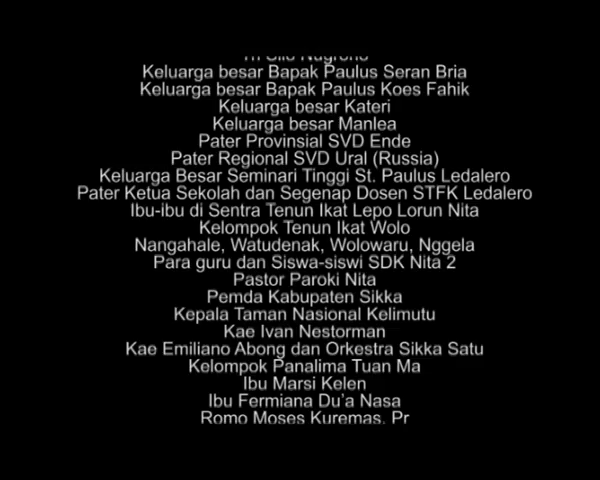 Keluarga besar Bapak Paulus Seran Bria
Keluarga besar Bapak Paulus Koes Fahik
Keluarga besar Kateri
Keluarga besar Manlea
Pater Provinsial SVD Ende
Pater Regional SVD Ural (Russia)
Keluarga Besar Seminari Tinggi St. Paulus Ledalero
Pater Ketua Sekolah dan Segenap Dosen STFK Ledalero
Ibu-ibu di Sentra Tenun Ikat Lepo Lorun Nita
Kelompok Tenun Ikat Wolo
Nangahale, Watudenak, Wolowaru, Nggela
Para guru dan Siswa-siswi SDK Nita 2
Pastor Paroki Nita
Pemda Kabupaten Sikka
Kepala Taman Nasional Kelimutu
Kae Ivan Nestorman
Kae Emiliano Abong dan Orkestra Sikka Satu
Kelompok Panalima Tuan Ma
Ibu Marsi Kelen
Ibu Fermiana Du'a Nasa
Romo Moses Kuremas, Pr